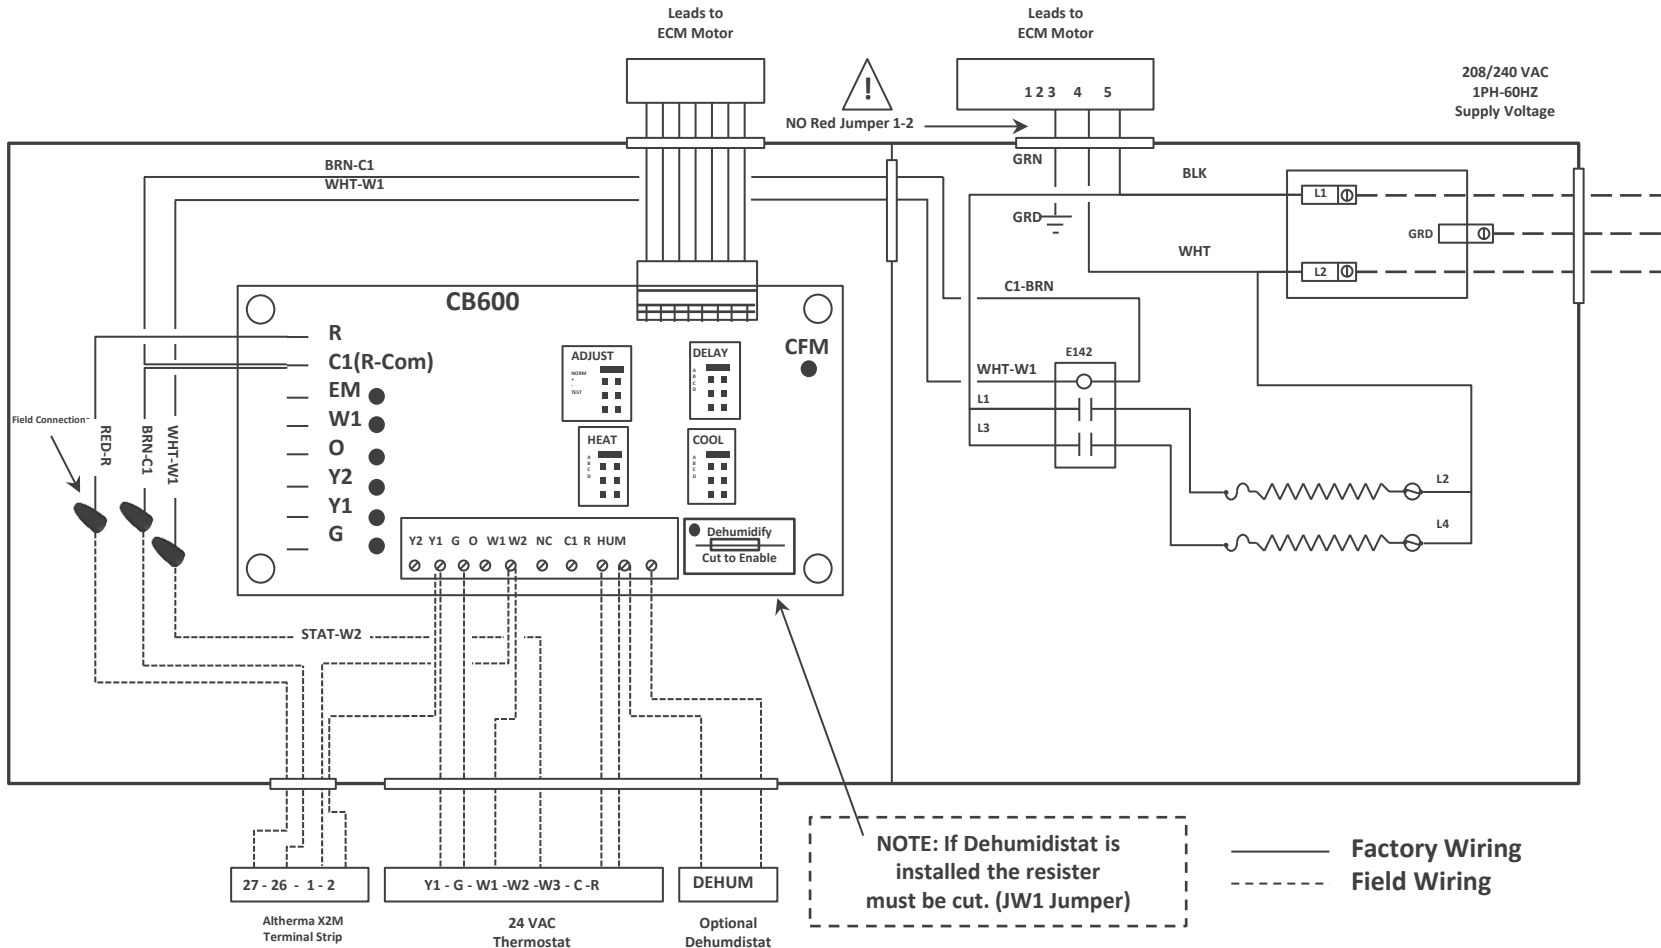 Leads to
ECM Motor
Leads to
ECM Motor
208/240 VAC
1PH-60HZ
Supply Voltage
!
1 2 3 4 5
NO Red Jumper 1-2
BRN-C1
WHT-W1
GRN
GRD
BLK
WHT
L1
GRD
L2
C1-BRN
WHT-W1
E142
L1
L3
L2
L4
CB600
R
C1(R-Com)
EM
W1
O
Y2
Y1
G
CFM
ADJUST
NORM
+
-
TEST
DELAY
A
B
C
D
HEAT
A
B
C
D
COOL
A
B
C
D
Field Connection
RED-R
BRN-C1
WHT-W1
Y2 Y1 G O W1 W2 NC C1 R HUM
Dehumidify
Cut to Enable
STAT-W2
27 - 26 - 1 - 2
Altherma X2M
Terminal Strip
Y1 - G - W1 -W2 -W3 - C -R
24 VAC
Thermostat
DEHUM
Optional
Dehumdistat
NOTE: If Dehumidistat is
installed the resister
must be cut. (JW1 Jumper)
Factory Wiring
Field Wiring